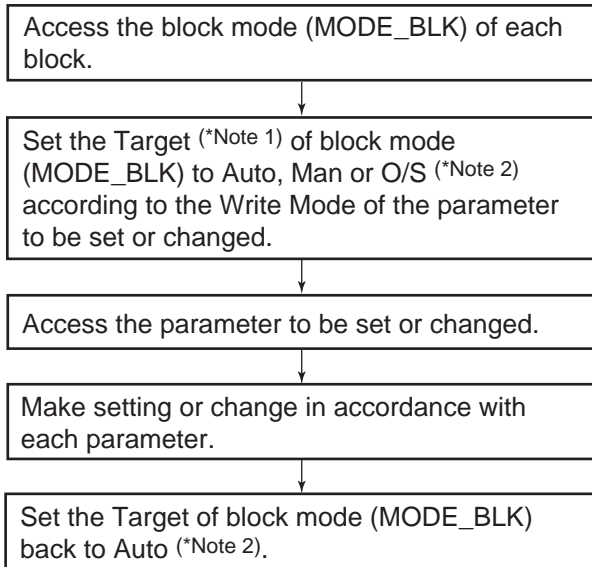 Access the block mode (MODE_BLK) of each
block.
Set the Target (*Note 1) of block mode
(MODE_BLK) to Auto, Man or O/S (*Note 2)
according to the Write Mode of the parameter
to be set or changed.
Access the parameter to be set or changed.
Make setting or change in accordance with
each parameter.
Set the Target of block mode (MODE_BLK)
back to Auto (*Note 2).